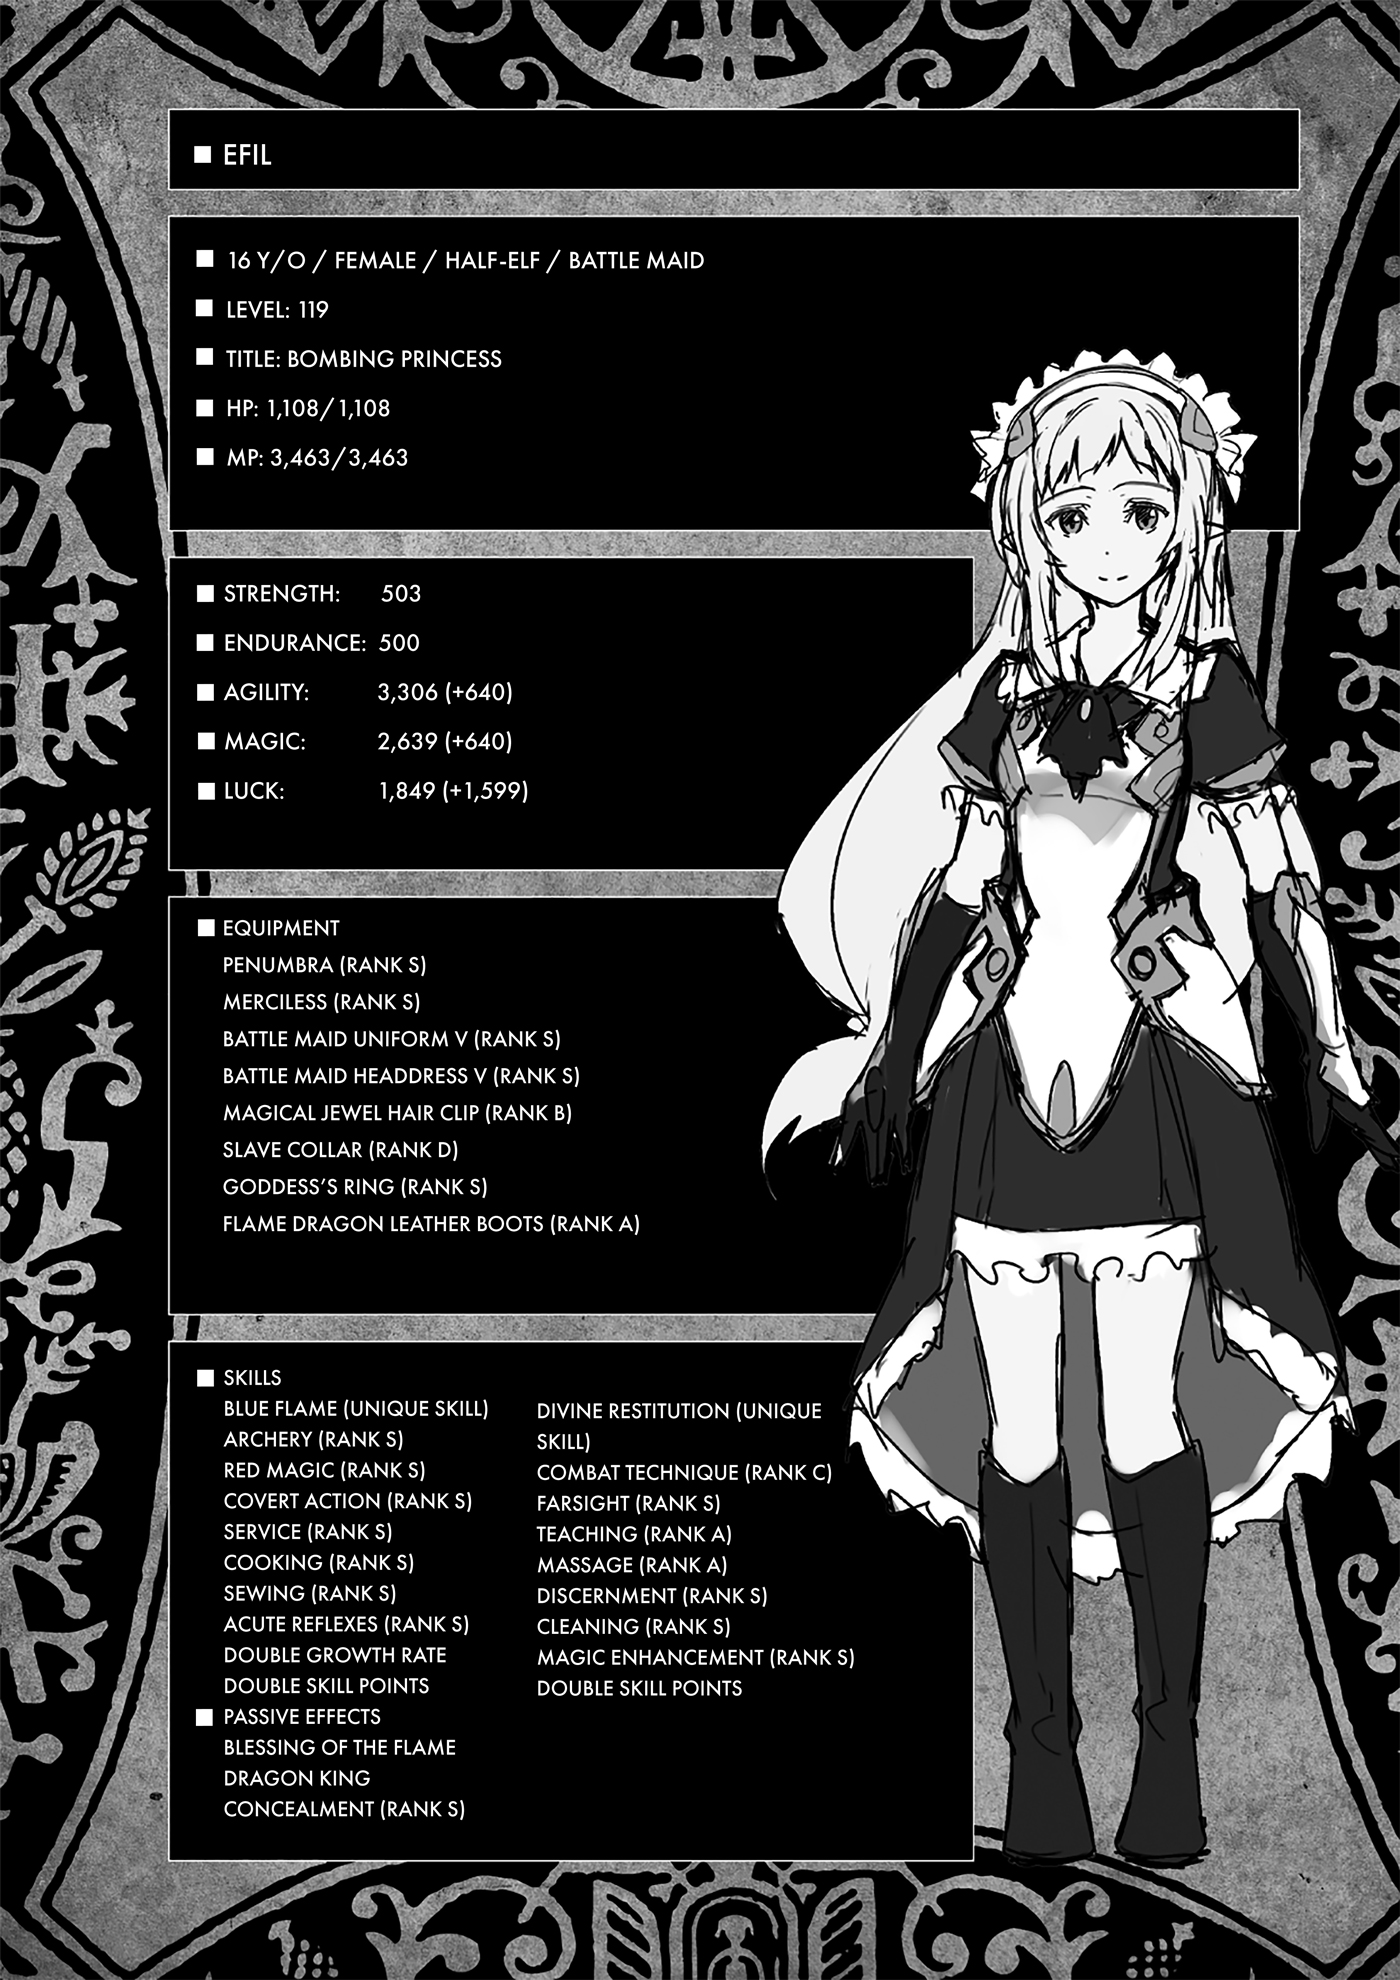 EFIL
16 Y/O / FEMALE / HALF-ELF / BATTLE MAID
LEVEL: 119
TITLE: BOMBING PRINCESS
HP: 1,108/1,108
MP: 3,463/3,463
STRENGTH: 503
ENDURANCE: 500
AGILITY: 3,306 (+640)
MAGIC: 2,639 (+640)
LUCK: 1,849 (+1,599)
EQUIPMENT
PENUMBRA (RANK S)
MERCILESS (RANK S)
BATTLE MAID UNIFORM V (RANK S)
BATTLE MAID HEADDRESS V (RANK S)
MAGICAL JEWEL HAIR CLIP (RANK B)
SLAVE COLLAR (RANK D)
GODDESS’S RING (RANK S)
FLAME DRAGON LEATHER BOOTS (RANK A)
SKILLS
BLUE FLAME (UNIQUE SKILL)
ARCHERY (RANK S)
RED MAGIC (RANK S)
COVERT ACTION (RANK S)
SERVICE (RANK S)
COOKING (RANK S)
SEWING (RANK S)
ACUTE REFLEXES (RANK S)
DOUBLE GROWTH RATE
DOUBLE SKILL POINTS
DIVINE RESTITUTION (UNIQUE
SKILL)
COMBAT TECHNIQUE (RANK C)
FARSIGHT (RANK S)
TEACHING (RANK A)
MASSAGE (RANK A)
DISCERNMENT (RANK S)
CLEANING (RANK S)
MAGIC ENHANCEMENT (RANK S)
DOUBLE SKILL POINTS
PASSIVE EFFECTS
BLESSING OF THE FLAME
DRAGON KING
CONCEALMENT (RANK S)